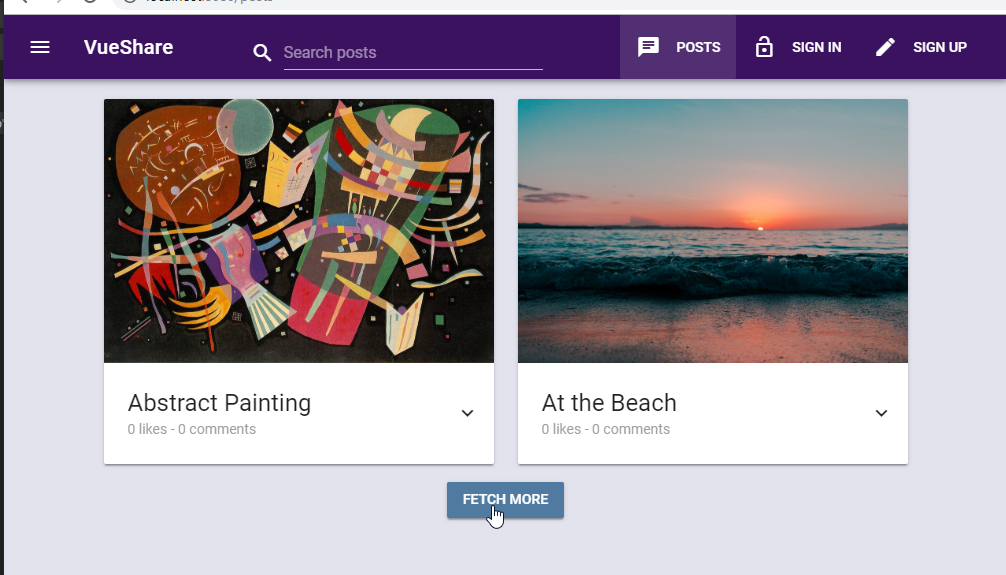 VueShare
Search posts
POSTS
SIGN IN
SIGN UP
Abstract Painting
0 likes - 0 comments
At the Beach
0 likes - 0 comments
FETCH MORE